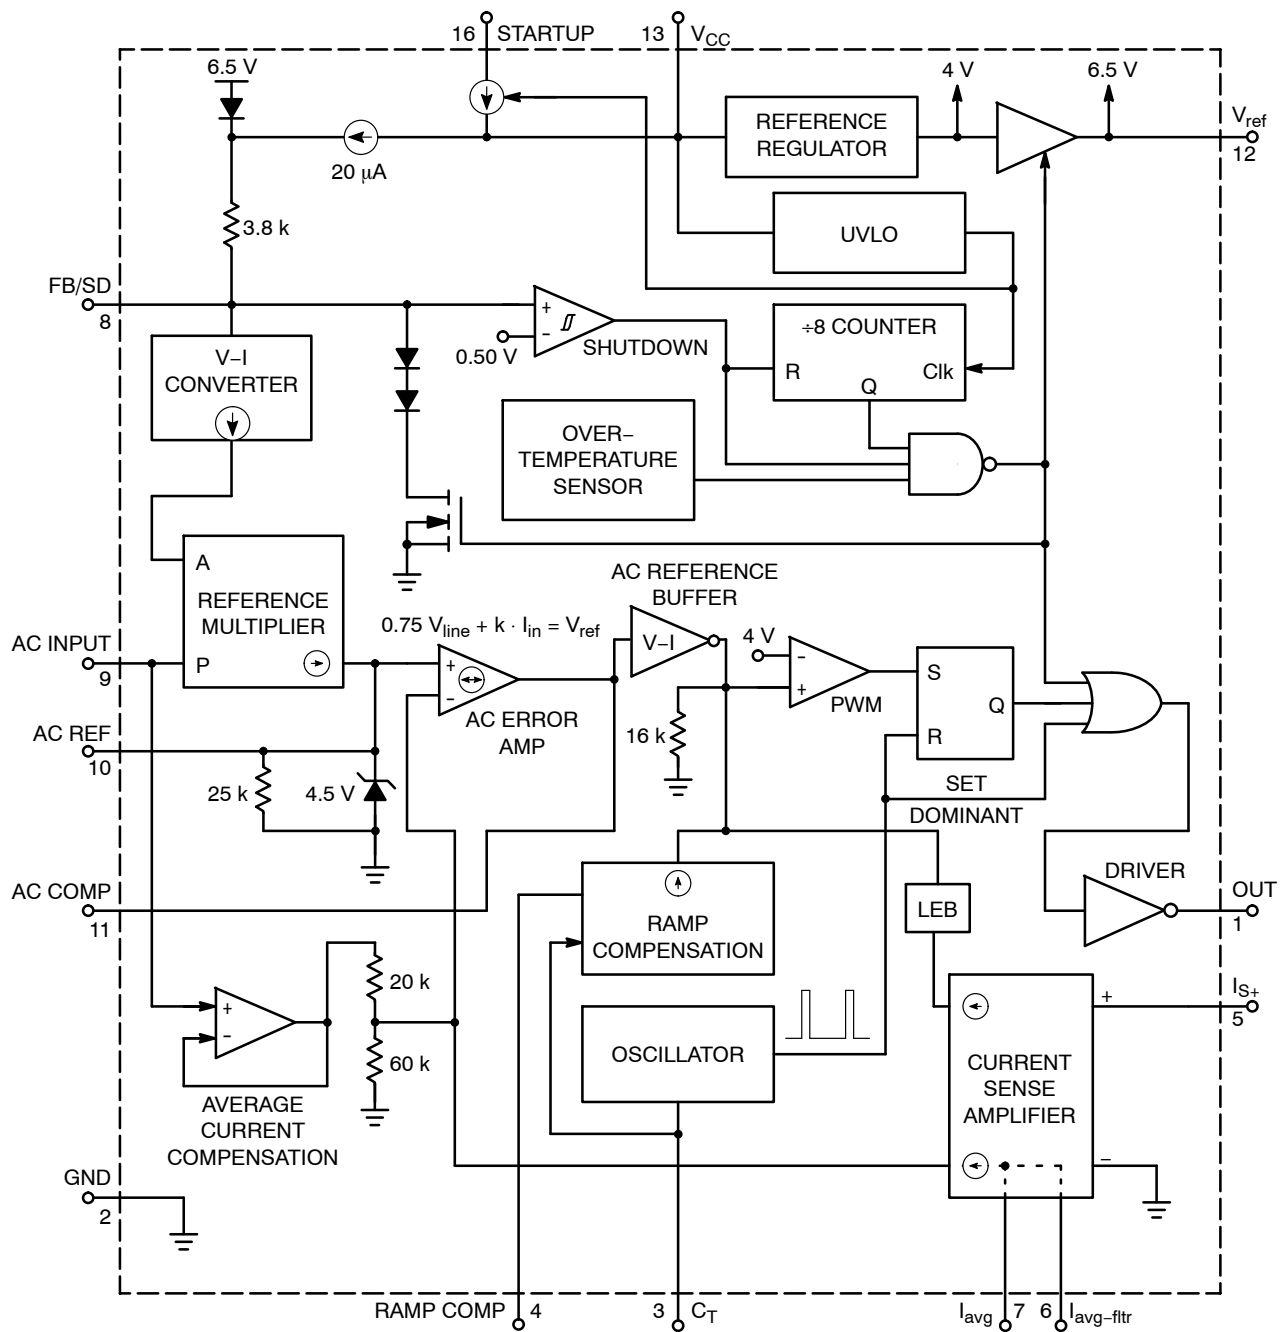 16 STARTUP 13 VCC
6.5 V 4 V 6.5 V
REFERENCE
REGULATOR
Vref
12
20 μA
3.8 k
UVLO
FB/SD
8
+
−
0.50 V
SHUTDOWN
÷8 COUNTER
R Clk
Q
V−I
CONVERTER
OVER−
TEMPERATURE
SENSOR
A
REFERENCE
MULTIPLIER
P
AC INPUT
9
0.75 Vline + k · Iin = Vref
+
−
AC ERROR
AMP
AC REFERENCE
BUFFER
V−I
4 V
−
+
PWM
S
Q
R
SET
DOMINANT
16 k
AC REF
10
25 k 4.5 V
AC COMP
11
RAMP
COMPENSATION
LEB
DRIVER
OUT
1
20 k
60 k
+
−
AVERAGE
CURRENT
COMPENSATION
OSCILLATOR
IS+
5
+
CURRENT
SENSE
AMPLIFIER
−
GND
2
RAMP COMP 4 3 CT Iavg 7 6 Iavg−fltr